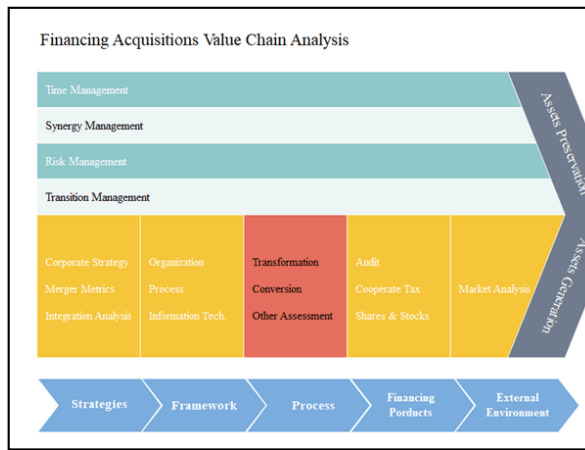 Financing Acquisitions Value Chain Analysis
Time Management
Synergy Management
Risk Management
Transition Management
Assets Preservation
Assets Generation
Corporate Strategy
Merger Metrics
Integration Analysis
Organization
Process
Information Tech.
Transformation
Conversion
Other Assessment
Audit
Cooperate Tax
Shares & Stocks
Market Analysis
Strategies
Framework
Process
Financing
Porducts
External
Environment